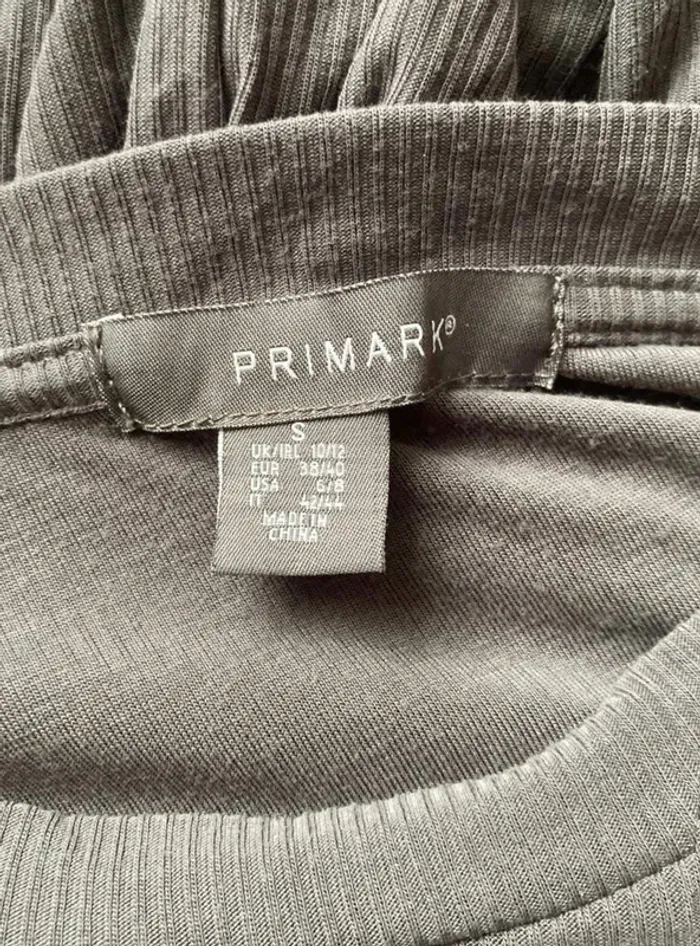 PRIMARK®
S
UK/IRL 10/12
EUR 38/40
USA 6/8
IT 42/44
MADE IN
CHINA